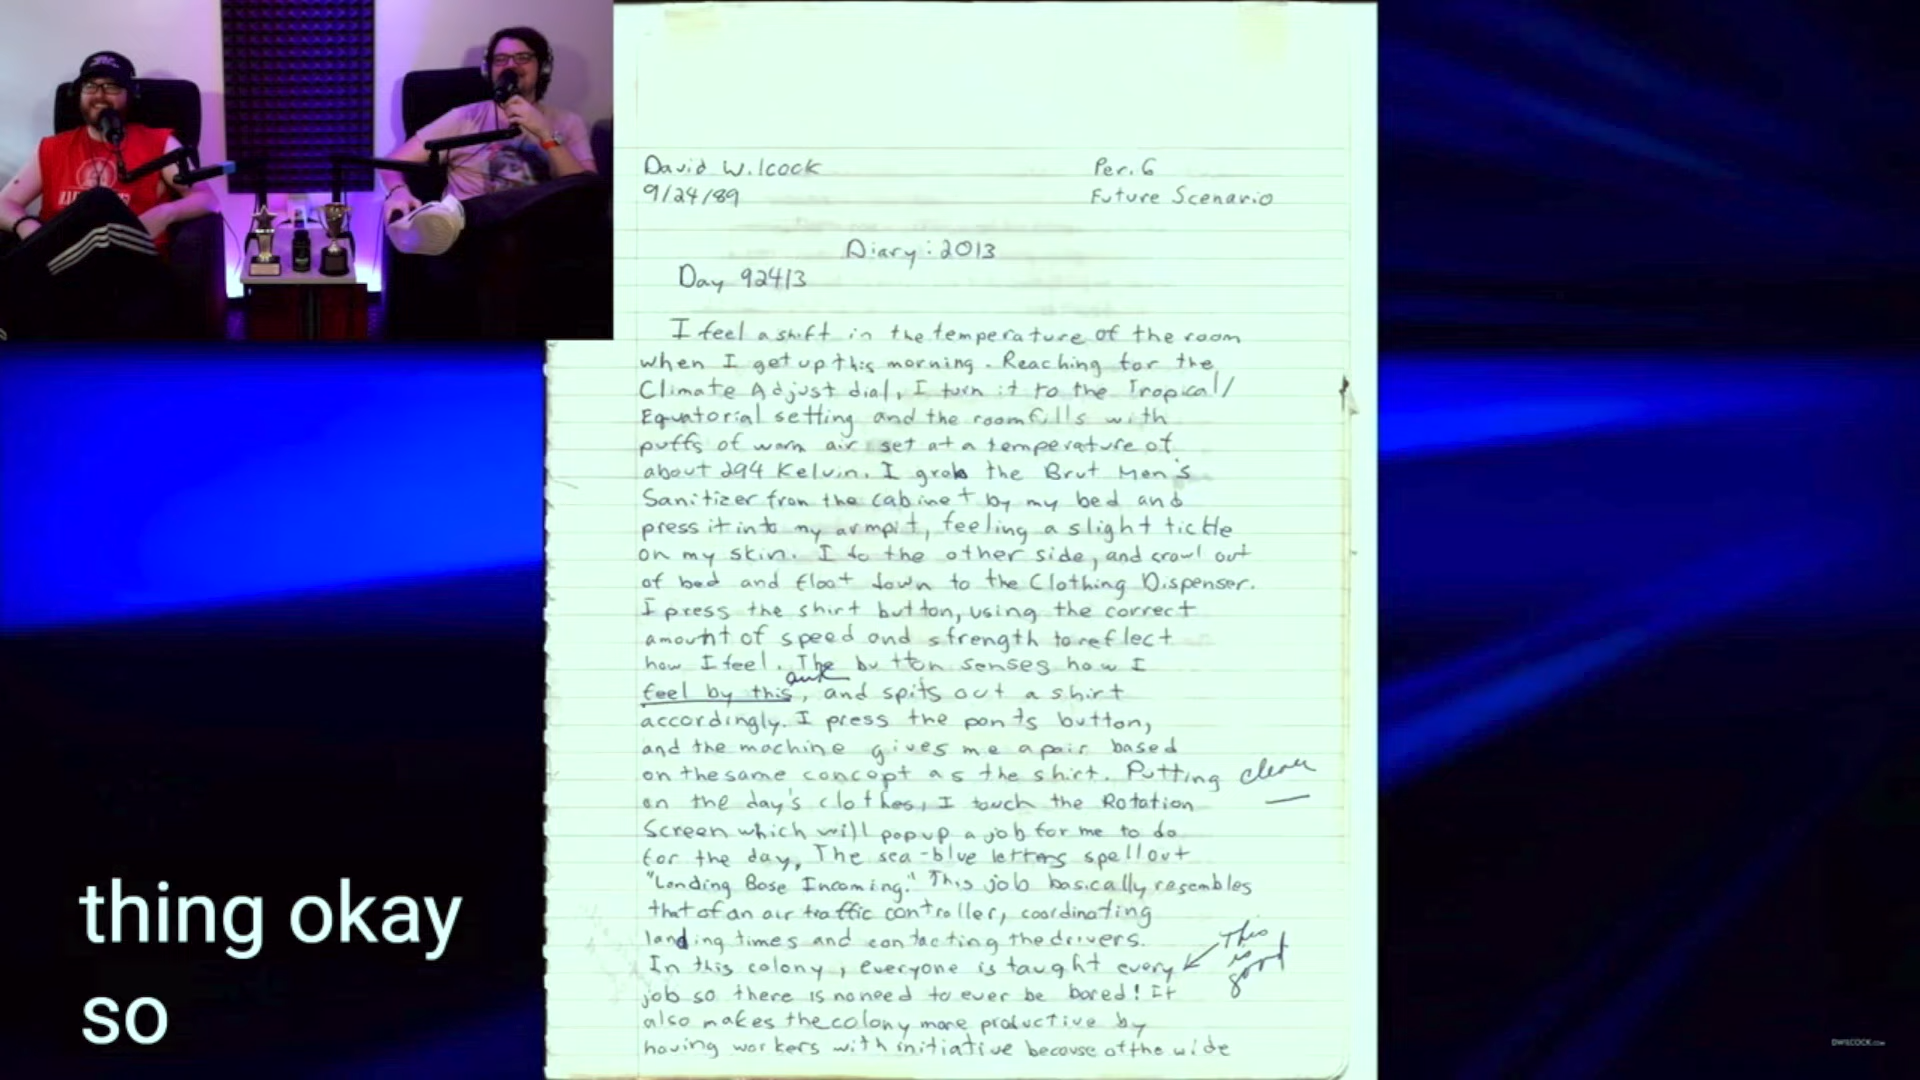 David Wilcock
Per. 6
9/24/89
Future Scenario
Diary: 2013
Day 92413
I feel a shift in the temperature of the room
when I get up this morning. Reaching for the
Climate Adjust dial, I turn it to the Tropical/
Equatorial setting and the room fills with
puffs of warm air set at a temperature of
about 294 Kelvin. I grab the Brut Men's
Sanitizer from the cabinet by my bed and
press it into my armpit, feeling a slight tickle
on my skin. I do the other side, and crawl out
of bed and float down to the Clothing Dispenser.
I press the shirt button, using the correct
amount of speed and strength to reflect
how I feel. The button senses how I
feel by this, and spits out a shirt
accordingly. I press the pants button,
and the machine gives me a pair based
on the same concept as the shirt. Putting
clever
on the day's clothes, I touch the Rotation
Screen which will popup a job for me to do
for the day. The sea-blue letters spell out
"Landing Base Incoming." This job basically resembles
that of an air traffic controller, coordinating
landing times and contacting the drivers.
In this colony, everyone is taught every
This
is
good
job so there is no need to ever be bored! It
also makes the colony more productive by
having workers with initiative because of the wide
thing okay
so
DWILCOCK.COM